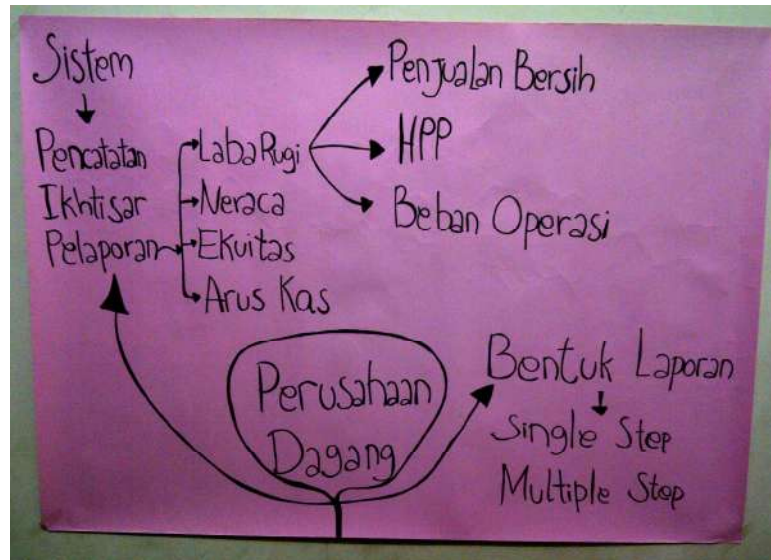 Sistem
Pencatatan
Ikhtisar
Pelaporan
Laba Rugi
Neraca
Ekuitas
Arus Kas
Penjualan Bersih
HPP
Beban Operasi
Perusahaan
Dagang
Bentuk Laporan
Single Step
Multiple Step